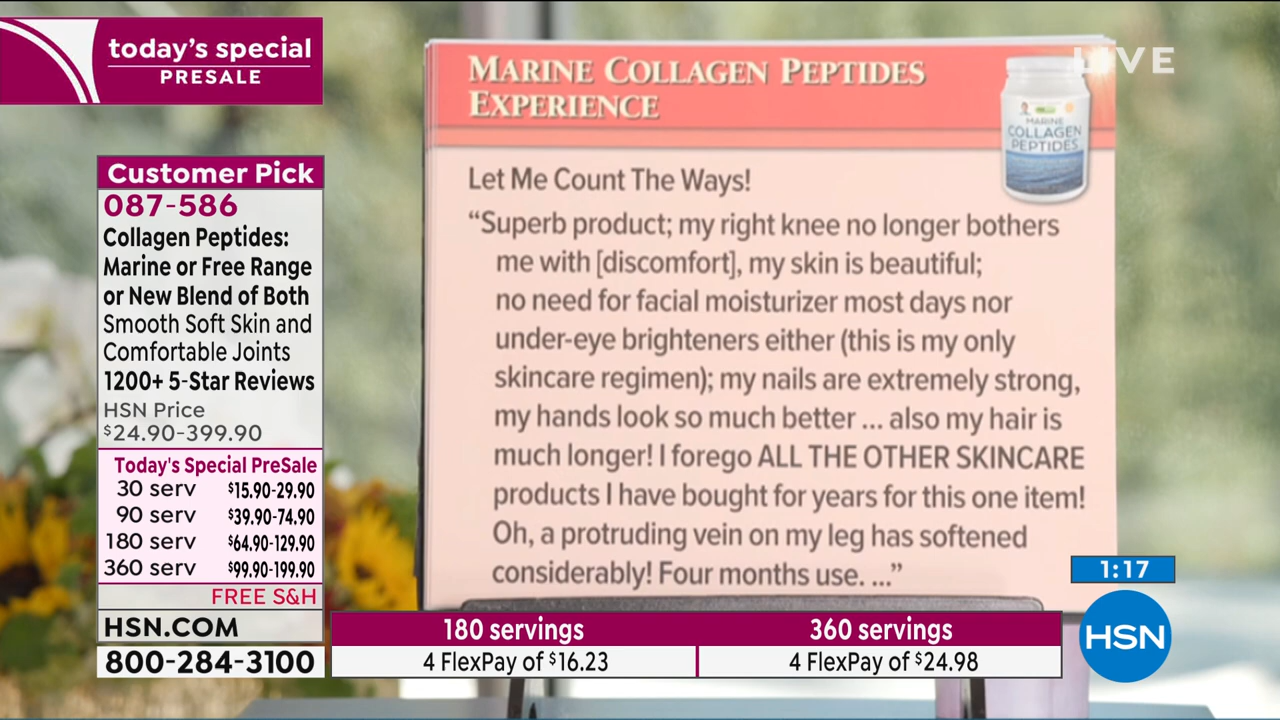 today's special
PRESALE
LIVE
Customer Pick
087-586
Collagen Peptides:
Marine or Free Range
or New Blend of Both
Smooth Soft Skin and
Comfortable Joints
1200+ 5-Star Reviews
HSN Price
$24.90-399.90
Today's Special PreSale
30 serv $15.90-29.90
90 serv $39.90-74.90
180 serv $64.90-129.90
360 serv $99.90-199.90
FREE S&H
HSN.COM
800-284-3100
MARINE COLLAGEN PEPTIDES
EXPERIENCE
MARINE
COLLAGEN
PEPTIDES
Let Me Count The Ways!
“Superb product; my right knee no longer bothers
me with [discomfort], my skin is beautiful;
no need for facial moisturizer most days nor
under-eye brighteners either (this is my only
skincare regimen); my nails are extremely strong,
my hands look so much better ... also my hair is
much longer! I forego ALL THE OTHER SKINCARE
products I have bought for years for this one item!
Oh, a protruding vein on my leg has softened
considerably! Four months use. ...”
180 servings
4 FlexPay of $16.23
360 servings
4 FlexPay of $24.98
1:17
HSN